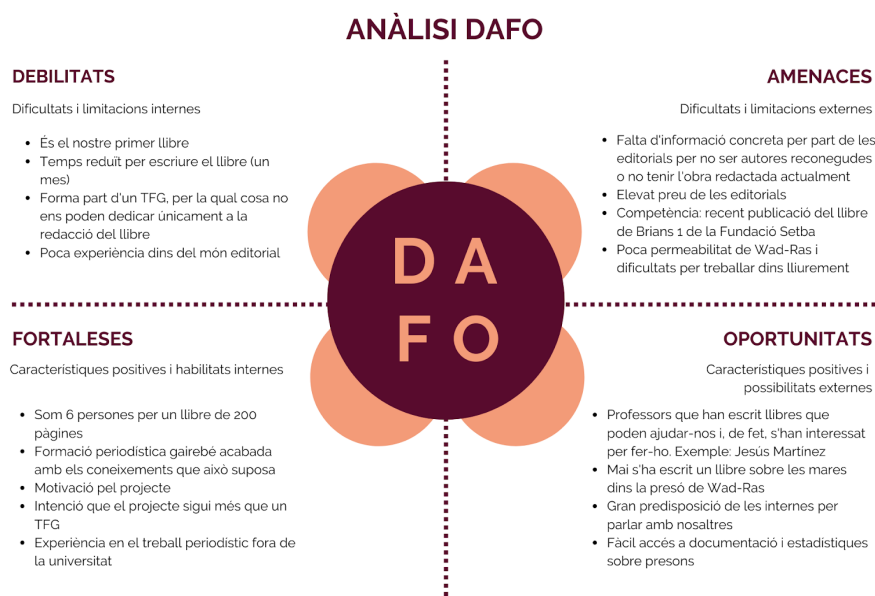 ANÀLISI DAFO
DEBILITATS
Dificultats i limitacions internes
És el nostre primer llibre
Temps reduït per escriure el llibre (un
mes)
Forma part d'un TFG, per la qual cosa no
ens poden dedicar únicament a la
redacció del llibre
Poca experiència dins del món editorial
AMENACES
Dificultats i limitacions externes
Falta d'informació concreta per part de les
editorials per no ser autores reconegudes
o no tenir l'obra redactada actualment
Elevat preu de les editorials
Competència: recent publicació del llibre
de Brians 1 de la Fundació Setba
Poca permeabilitat de Wad-Ras i
dificultats per treballar dins lliurement
D A
F O
FORTALESES
Característiques positives i habilitats internes
Som 6 persones per un llibre de 200
pàgines
Formació periodística gairebé acabada
amb els coneixements que això suposa
Motivació pel projecte
Intenció que el projecte sigui més que un
TFG
Experiència en el treball periodístic fora de
la universitat
OPORTUNITATS
Característiques positives i
possibilitats externes
Professors que han escrit llibres que
poden ajudar-nos i, de fet, s'han interessat
per fer-ho. Exemple: Jesús Martínez
Mai s'ha escrit un llibre sobre les mares
dins la presó de Wad-Ras
Gran predisposició de les internes per
parlar amb nosaltres
Fàcil accés a documentació i estadístiques
sobre presons